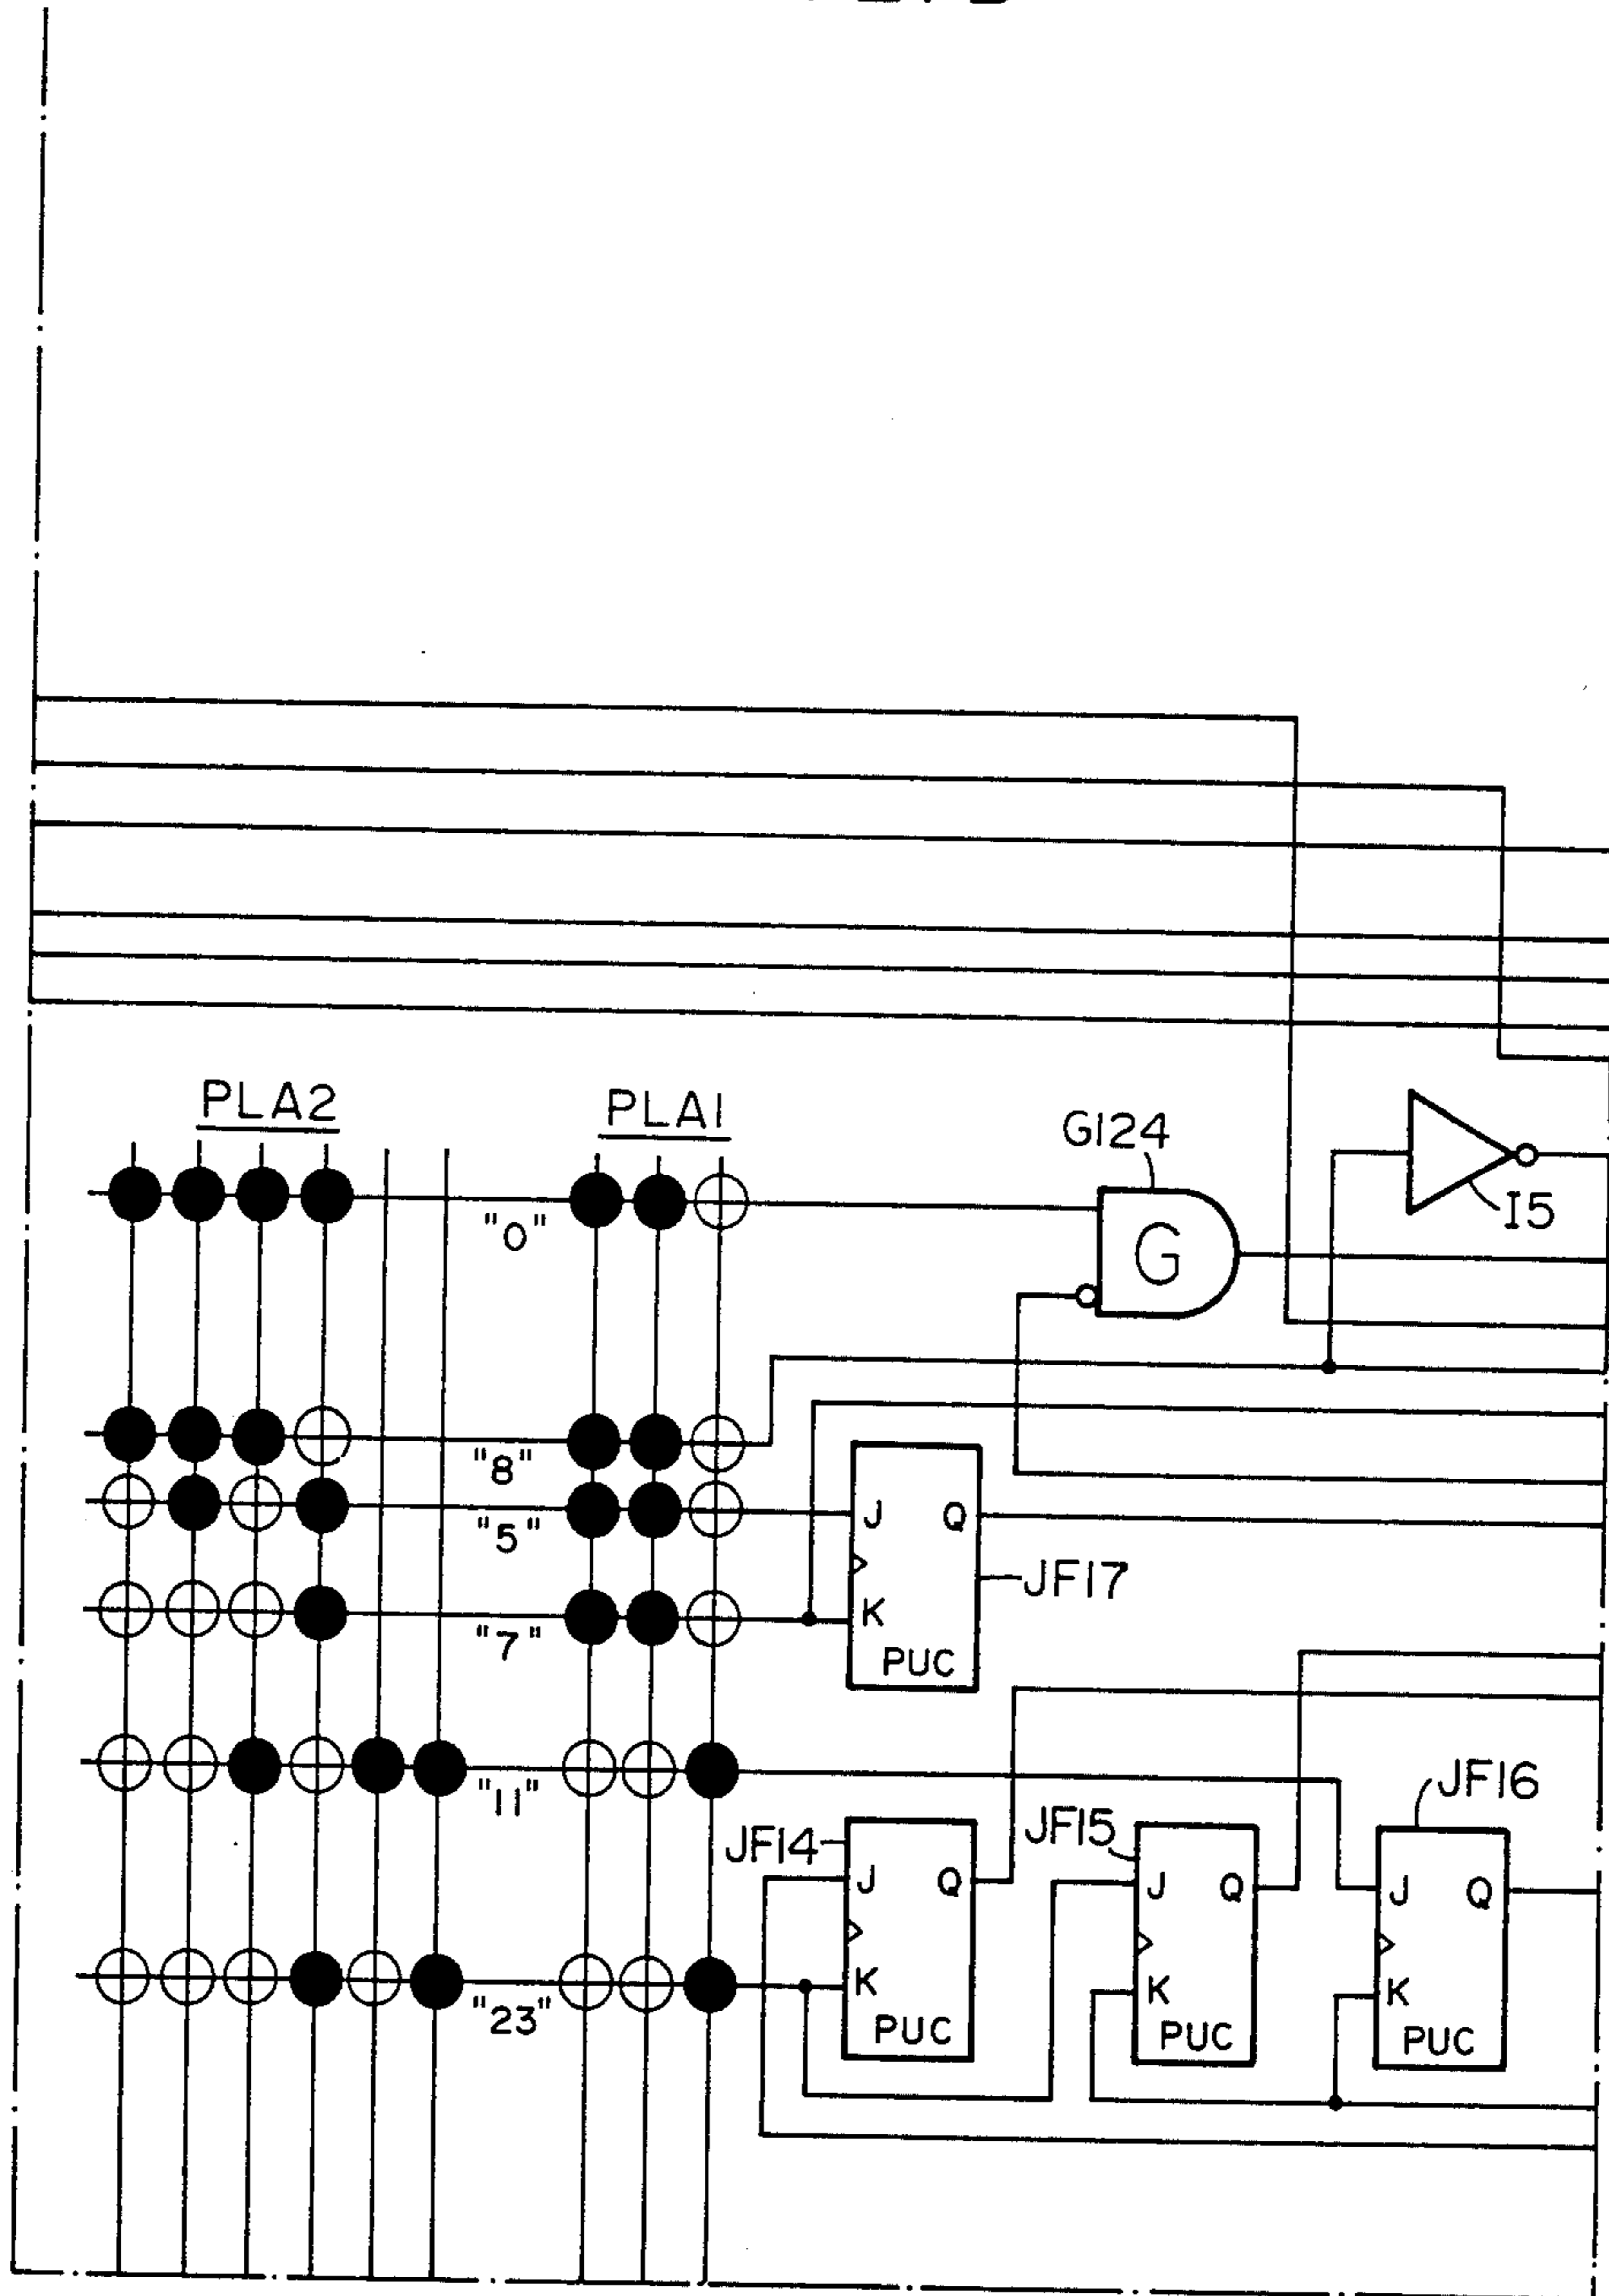 PLA2
PLA1
G124
G
I5
"0"
"8"
"5"
J Q
JF17
"7"
K
PUC
"11"
JF16
JF15
JF14
J Q
J Q
J Q
K
K
K
"23"
PUC
PUC
PUC